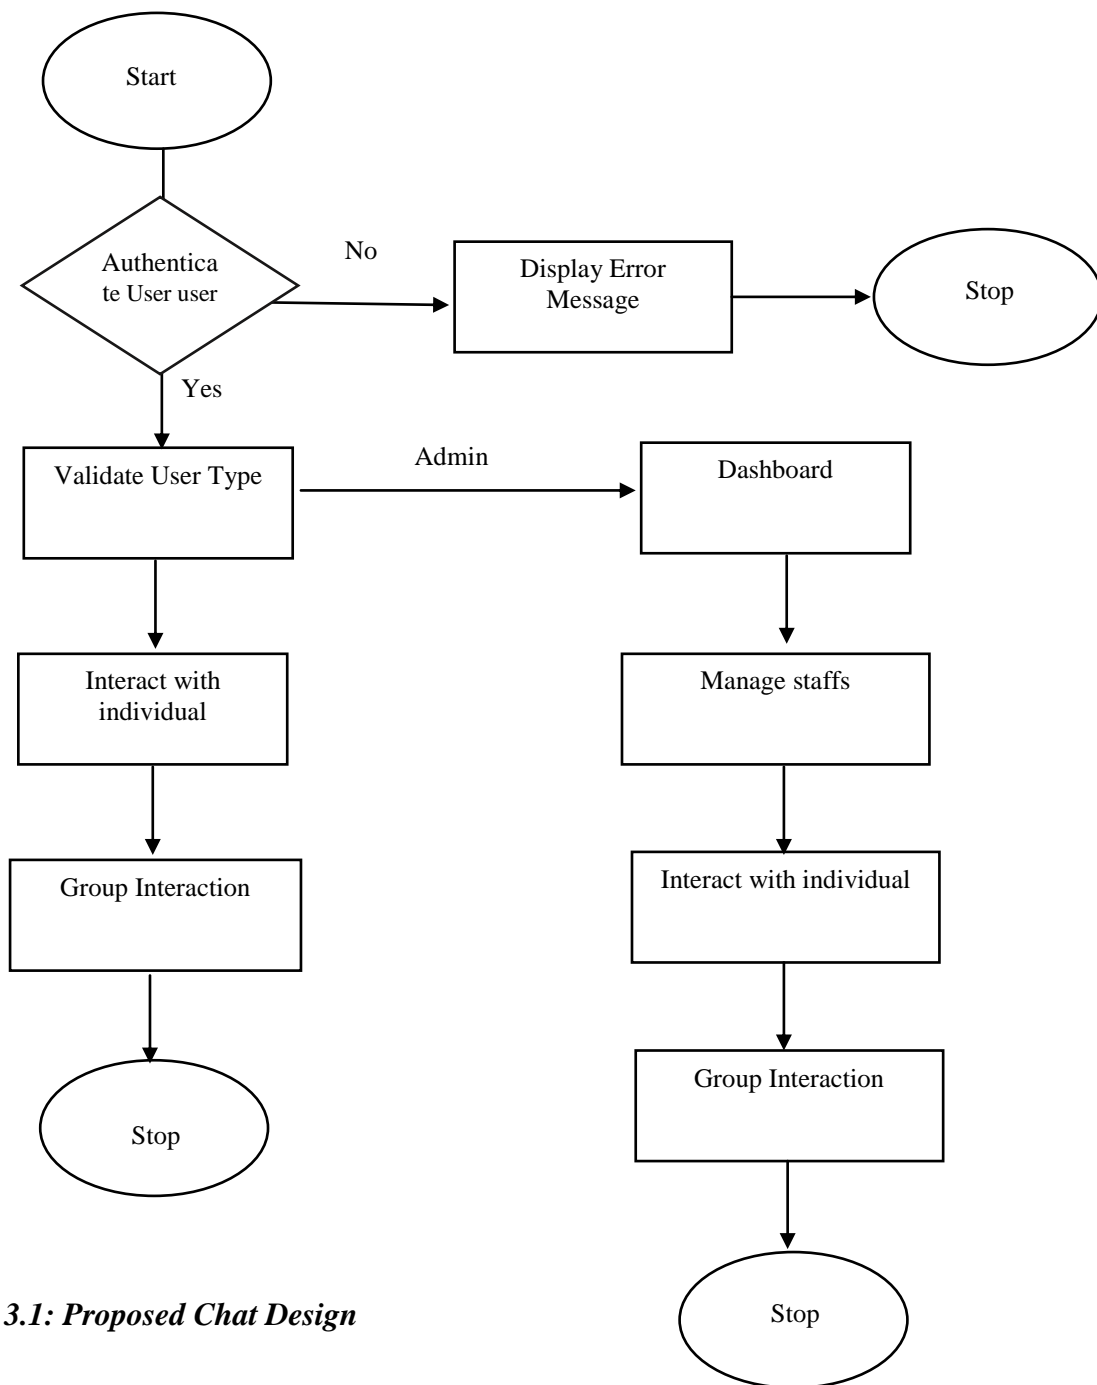 Start
Authentica
te User user
No
Display Error
Message
Stop
Yes
Validate User Type
Admin
Dashboard
Interact with
individual
Manage staffs
Group Interaction
Interact with individual
Stop
Group Interaction
Stop
3.1: Proposed Chat Design